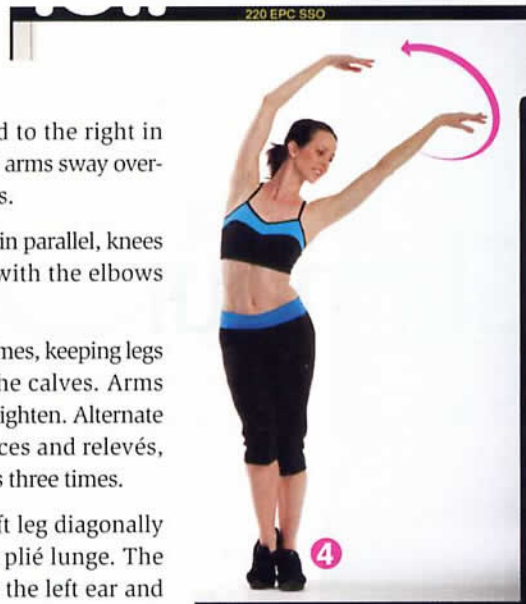 220 EPC SSO
d to the right in
arms sway over-
s.
in parallel, knees
with the elbows
mes, keeping legs
he calves. Arms
ighten. Alternate
ces and relevés,
s three times.
ft leg diagonally
plié lunge. The
the left ear and
4